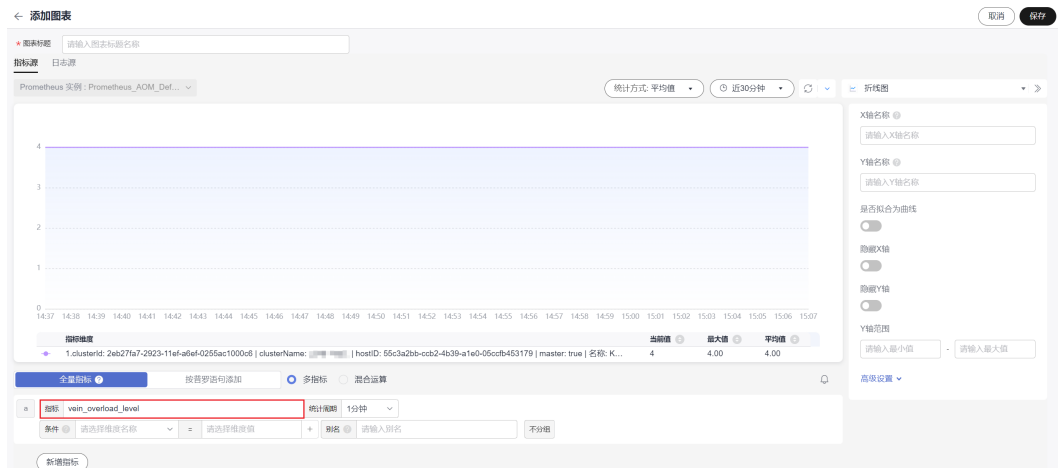 ← 添加图表 取消 保存
* 图表标题 请输入图表标题名称
指标源 日志源
Prometheus 实例 : Prometheus_AOM_Def... 统计方式: 平均值 近30分钟 折线图
X轴名称
请输入X轴名称
Y轴名称
请输入Y轴名称
是否拟合为曲线
隐藏X轴
隐藏Y轴
Y轴范围
请输入最小值 - 请输入最大值
高级设置
4
3
2
1
0
14:37 14:38 14:39 14:40 14:41 14:42 14:43 14:44 14:45 14:46 14:47 14:48 14:49 14:50 14:51 14:52 14:53 14:54 14:55 14:56 14:57 14:58 14:59 15:00 15:01 15:02 15:03 15:04 15:05 15:06 15:07
指标维度 当前值 最大值 平均值
1.clusterId: 2eb27fa7-2923-11ef-a6ef-0255ac1000c6 | clusterName: | hostID: 55c3a2bb-ccb2-4b39-a1e0-05ccfb453179 | master: true | 名称: K... 4 4.00 4.00
全量指标 按普罗语句添加 多指标 混合运算
a 指标 vein_overload_level 统计周期 1分钟
条件 请选择维度名称 = 请选择维度值 + 别名 请输入别名 不分组
新增指标